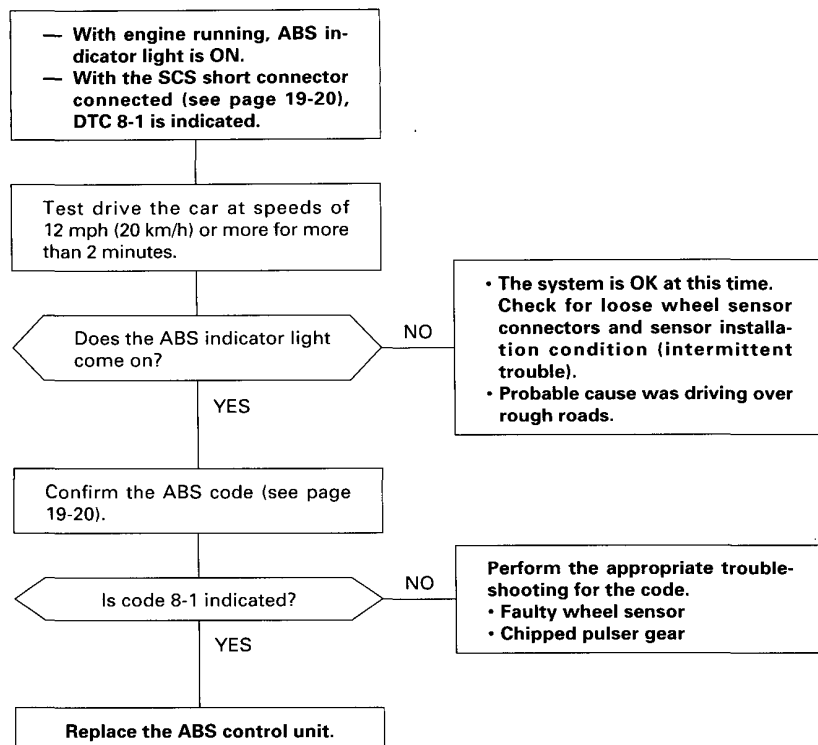 — With engine running, ABS in-
dicator light is ON.
— With the SCS short connector
connected (see page 19-20),
DTC 8-1 is indicated.
Test drive the car at speeds of
12 mph (20 km/h) or more for more
than 2 minutes.
Does the ABS indicator light
come on?
NO
• The system is OK at this time.
Check for loose wheel sensor
connectors and sensor installa-
tion condition (intermittent
trouble).
• Probable cause was driving over
rough roads.
YES
Confirm the ABS code (see page
19-20).
Is code 8-1 indicated?
NO
Perform the appropriate trouble-
shooting for the code.
• Faulty wheel sensor
• Chipped pulser gear
YES
Replace the ABS control unit.